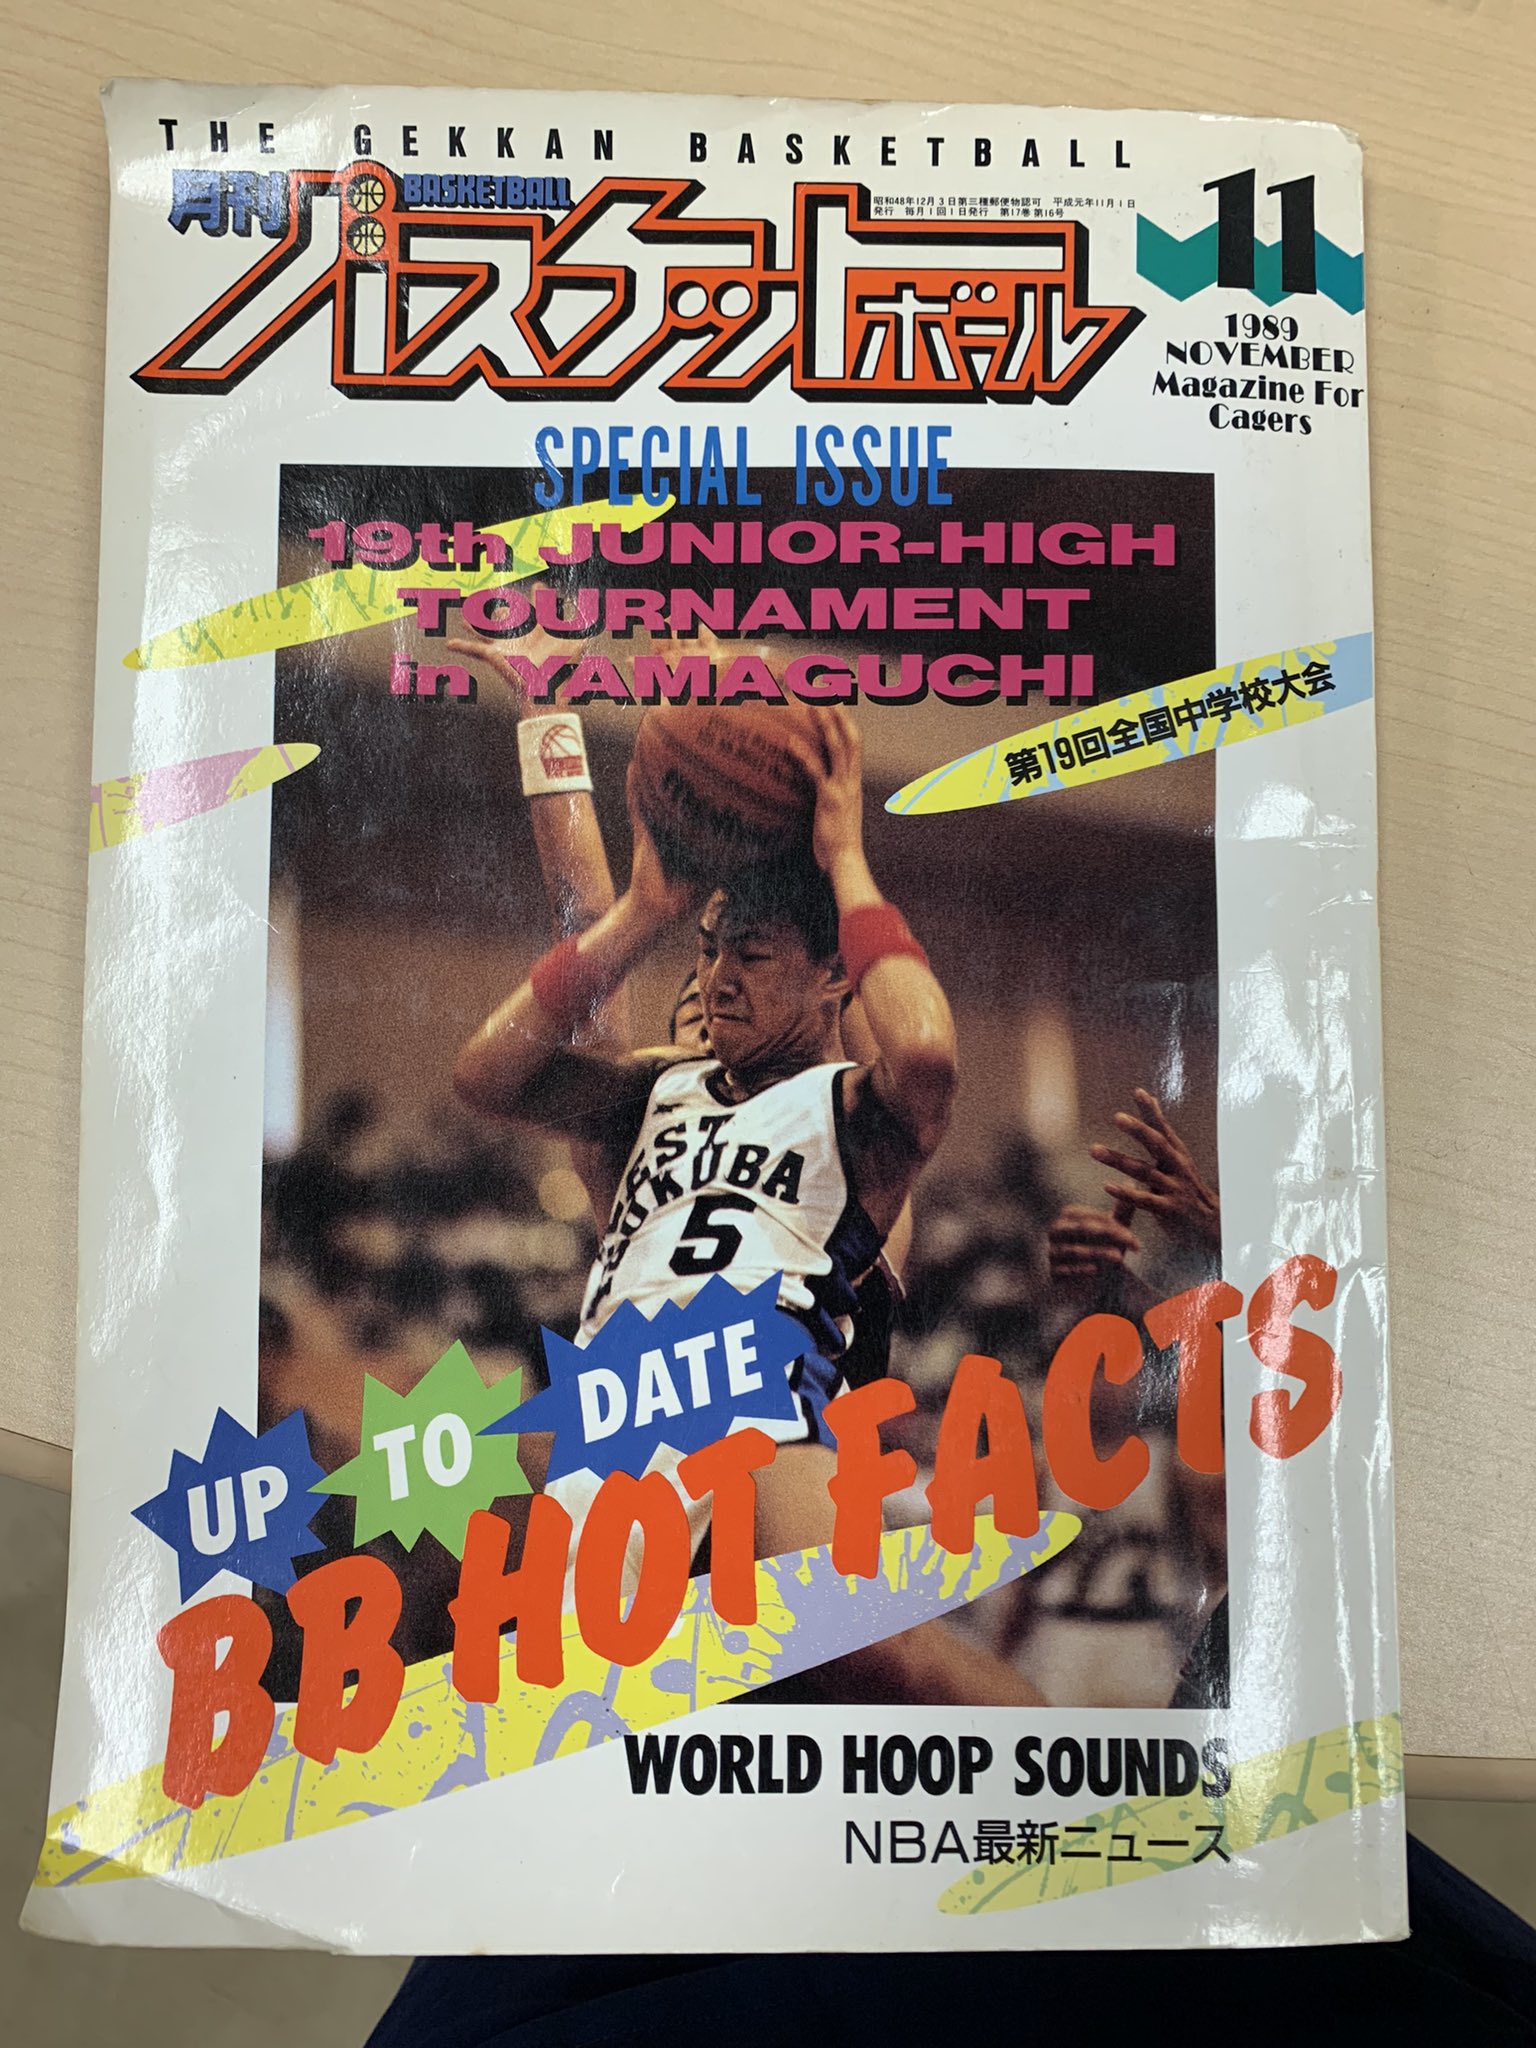 THE GEKKAN BASKETBALL
月刊 バスケットボール
BASKETBALL
昭和48年12月3日第三種郵便物認可 平成元年11月1日
発行 毎月1回1日発行 第17巻第16号
11
1989
NOVEMBER
Magazine For
Cagers
SPECIAL ISSUE
19th JUNIOR-HIGH
TOURNAMENT
in YAMAGUCHI
第19回全国中学校大会
TSUKUBA
5
UP TO DATE
BB HOT FACTS
WORLD HOOP SOUNDS
NBA最新ニュース